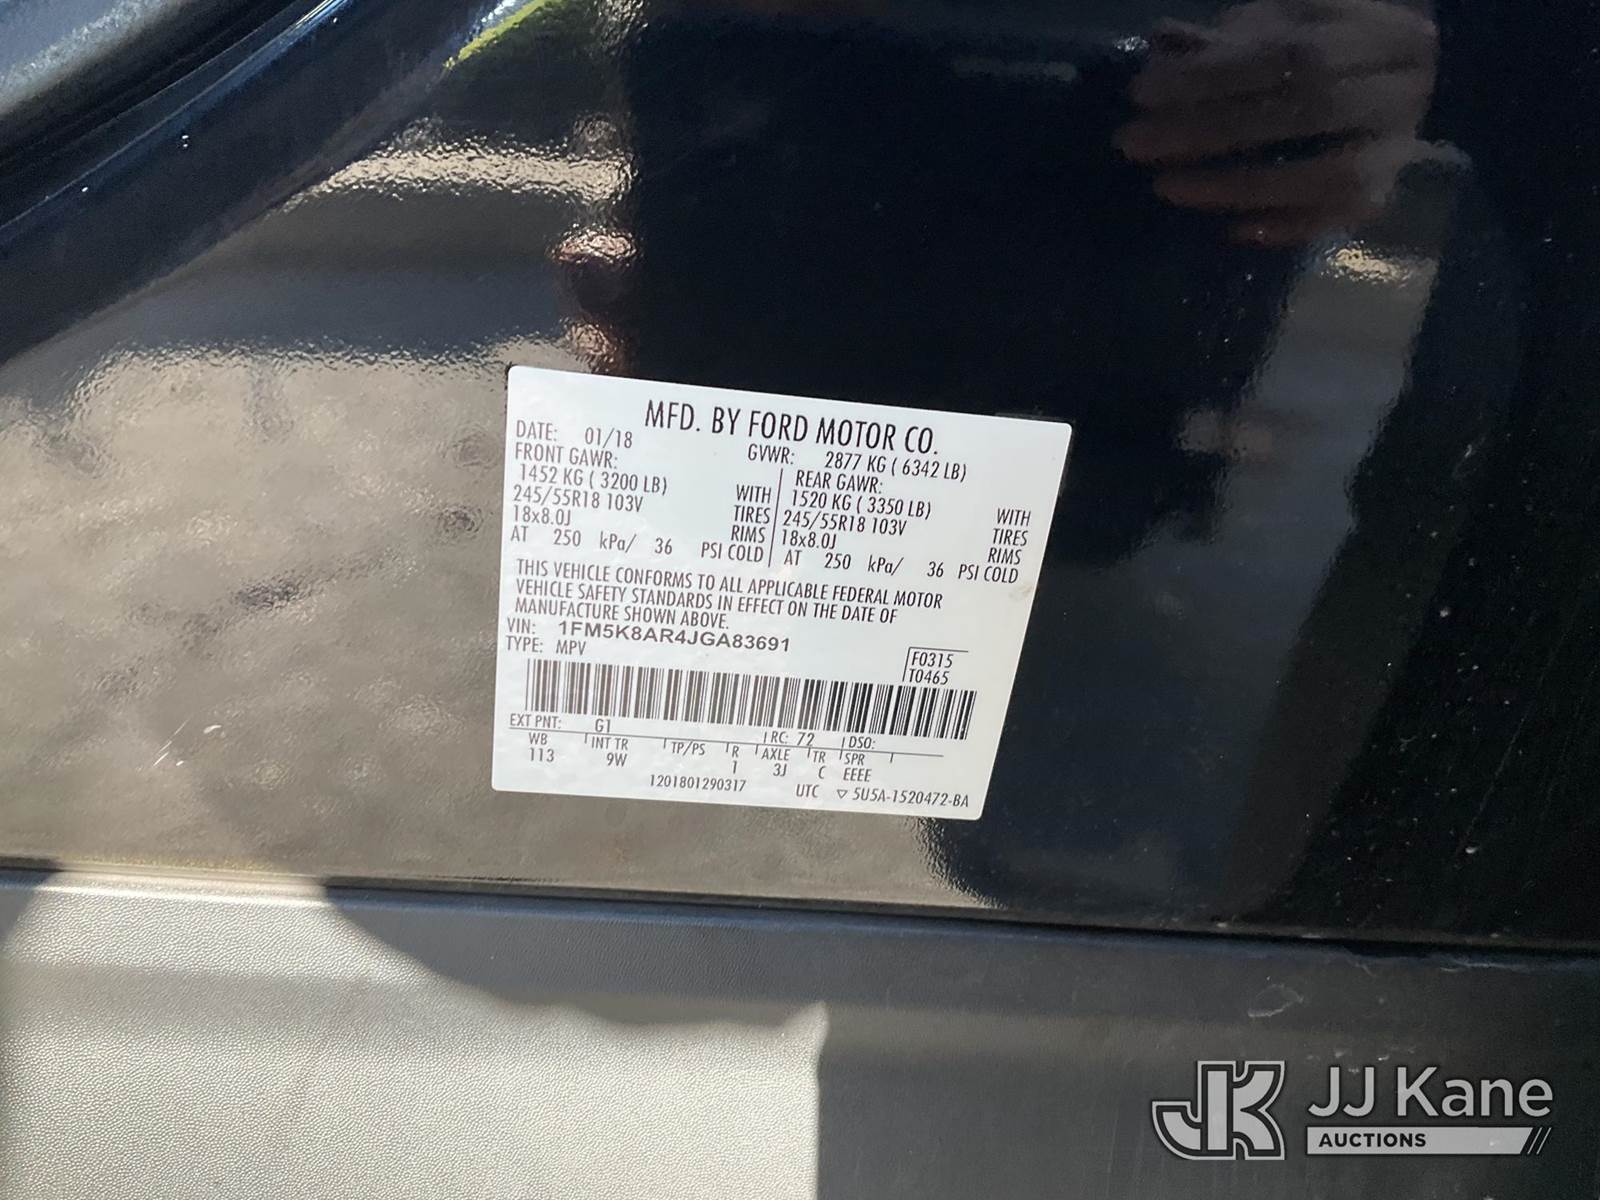 MFD. BY FORD MOTOR CO.
DATE: 01/18 GVWR: 2877 KG ( 6342 LB)
FRONT GAWR: REAR GAWR:
1452 KG ( 3200 LB) WITH 1520 KG ( 3350 LB) WITH
245/55R18 103V TIRES 245/55R18 103V TIRES
18x8.0J RIMS 18x8.0J RIMS
AT 250 kPa/ 36 PSI COLD AT 250 kPa/ 36 PSI COLD
THIS VEHICLE CONFORMS TO ALL APPLICABLE FEDERAL MOTOR
VEHICLE SAFETY STANDARDS IN EFFECT ON THE DATE OF
MANUFACTURE SHOWN ABOVE.
VIN: 1FM5K8AR4JGA83691
TYPE: MPV F0315
T0465
EXT PNT: G1 RC: 72 DSO:
WB INT TR TP/PS R AXLE TR SPR
113 9W 1 3J C EEEE
1201801290317 UTC ▽ 5U5A-1520472-BA
JK JJ Kane
AUCTIONS